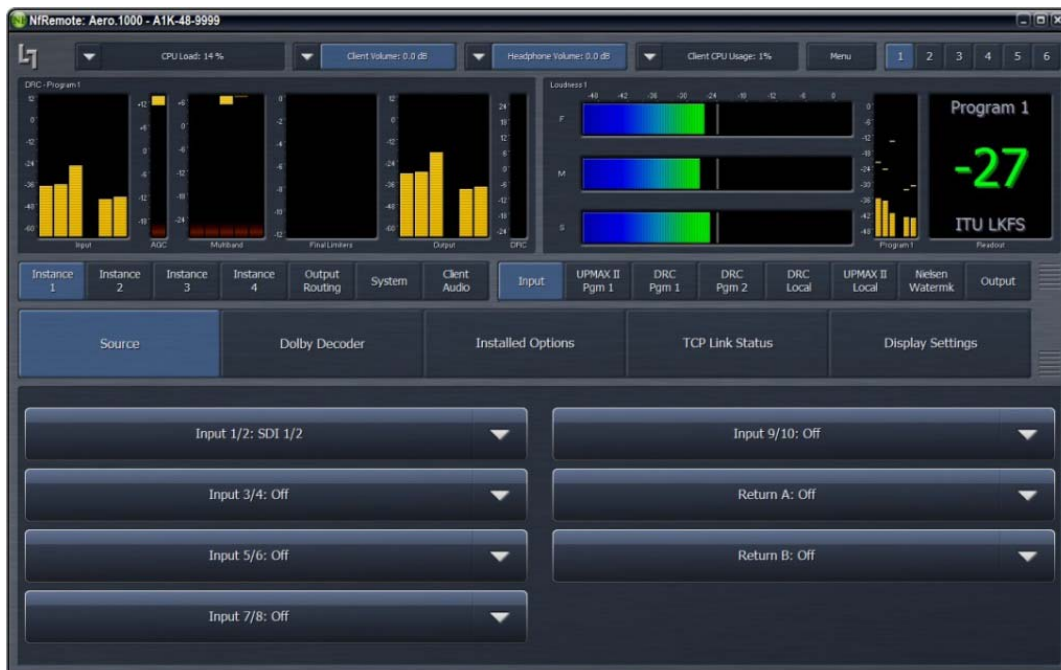 NfRemote: Aero.1000 - A1K-48-9999
CPU Load: 14 %
Client Volume: 0.0 dB
Headphone Volume: 0.0 dB
Client CPU Usage: 1%
Menu
1 2 3 4 5 6
DRC - Program 1
Input
AGC
Multiband
Final Limiters
Output
DRC
Loudness 1
F
M
S
Program 1
Program 1
-27
ITU LKFS
Readout
Instance 1
Instance 2
Instance 3
Instance 4
Output Routing
System
Client Audio
Input
UPMAX II Pgm 1
DRC Pgm 1
DRC Pgm 2
DRC Local
UPMAX II Local
Nielsen Watermk
Output
Source
Dolby Decoder
Installed Options
TCP Link Status
Display Settings
Input 1/2: SDI 1/2
Input 9/10: Off
Input 3/4: Off
Return A: Off
Input 5/6: Off
Return B: Off
Input 7/8: Off